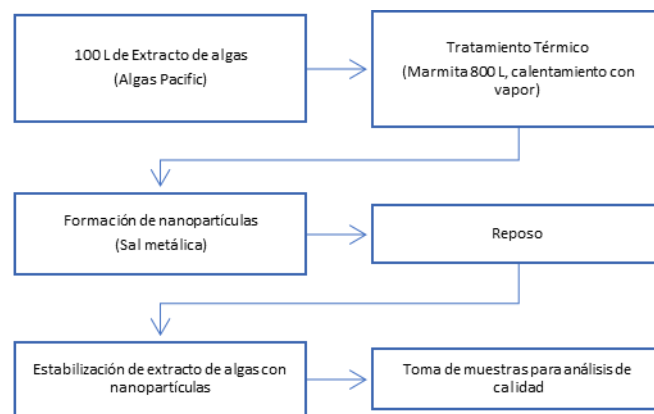 100 L de Extracto de algas
(Algas Pacific)
Tratamiento Térmico
(Marmita 800 L, calentamiento con
vapor)
Formación de nanopartículas
(Sal metálica)
Reposo
Estabilización de extracto de algas con
nanopartículas
Toma de muestras para análisis de
calidad